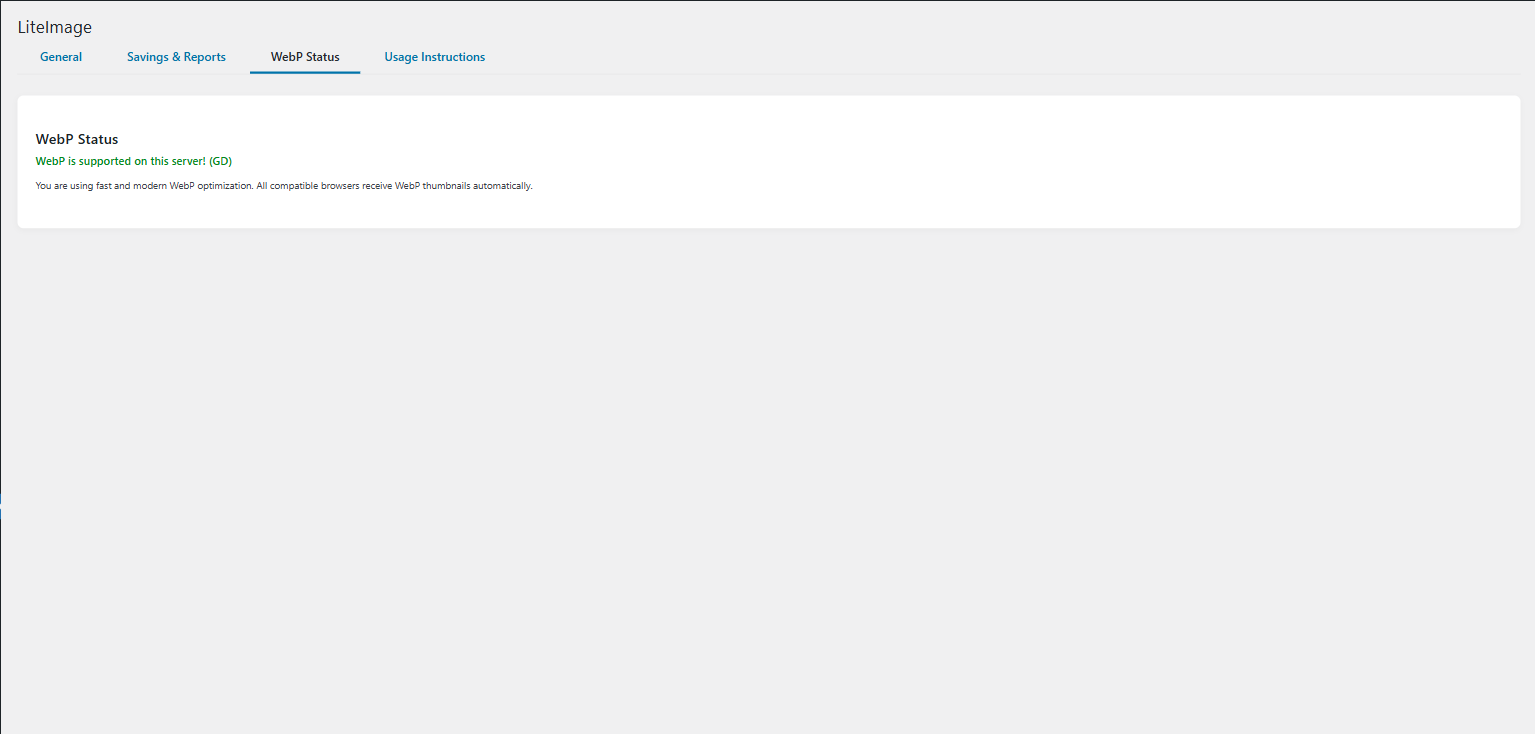 LiteImage
General Savings & Reports WebP Status Usage Instructions
WebP Status
WebP is supported on this server! (GD)
You are using fast and modern WebP optimization. All compatible browsers receive WebP thumbnails automatically.